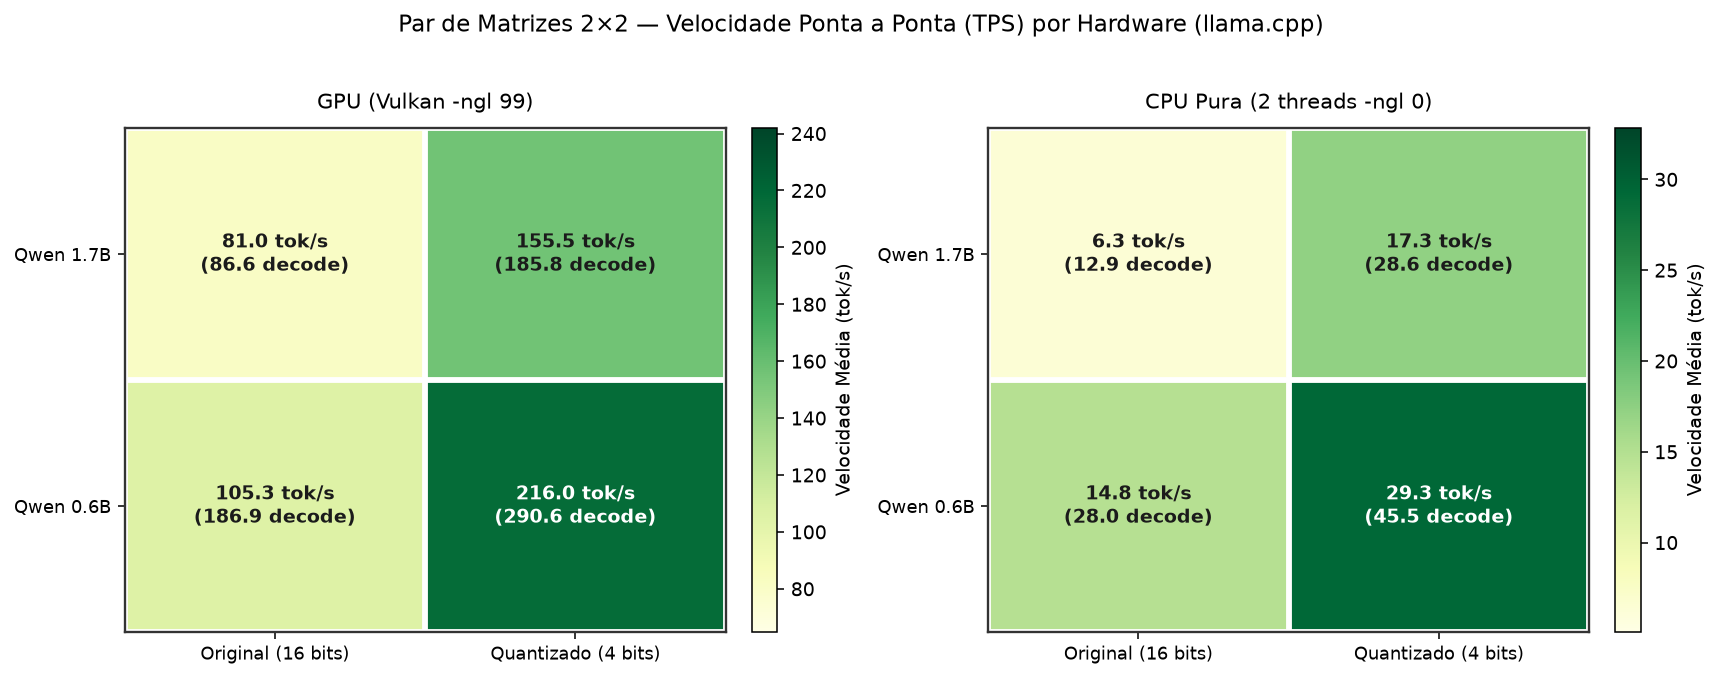 Par de Matrizes 2×2 — Velocidade Ponta a Ponta (TPS) por Hardware (llama.cpp)
GPU (Vulkan -ngl 99)
Qwen 1.7B
81.0 tok/s
(86.6 decode)
155.5 tok/s
(185.8 decode)
Qwen 0.6B
105.3 tok/s
(186.9 decode)
216.0 tok/s
(290.6 decode)
Original (16 bits)
Quantizado (4 bits)
240
220
200
180
160
140
120
100
80
Velocidade Média (tok/s)
CPU Pura (2 threads -ngl 0)
Qwen 1.7B
6.3 tok/s
(12.9 decode)
17.3 tok/s
(28.6 decode)
Qwen 0.6B
14.8 tok/s
(28.0 decode)
29.3 tok/s
(45.5 decode)
Original (16 bits)
Quantizado (4 bits)
30
25
20
15
10
Velocidade Média (tok/s)